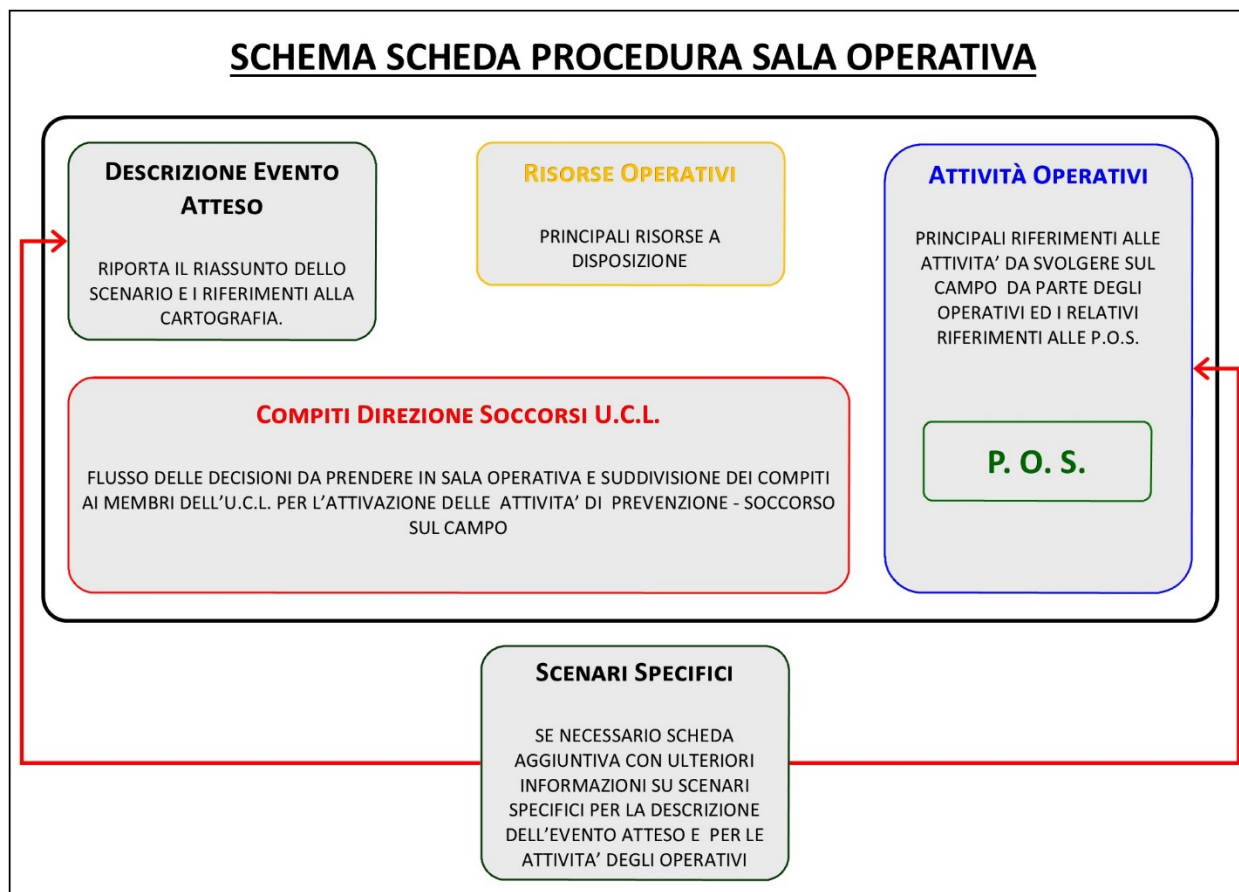 SCHEMA SCHEDA PROCEDURA SALA OPERATIVA
DESCRIZIONE EVENTO
ATTESO
RIPORTA IL RIASSUNTO DELLO
SCENARIO E I RIFERIMENTI ALLA
CARTOGRAFIA.
RISORSE OPERATIVI
PRINCIPALI RISORSE A
DISPOSIZIONE
ATTIVITÀ OPERATIVI
PRINCIPALI RIFERIMENTI ALLE
ATTIVITA’ DA SVOLGERE SUL
CAMPO DA PARTE DEGLI
OPERATIVI ED I RELATIVI
RIFERIMENTI ALLE P.O.S.
P. O. S.
COMPITI DIREZIONE SOCCORSI U.C.L.
FLUSSO DELLE DECISIONI DA PRENDERE IN SALA OPERATIVA E SUDDIVISIONE DEI COMPITI
AI MEMBRI DELL’U.C.L. PER L’ATTIVAZIONE DELLE ATTIVITA’ DI PREVENZIONE - SOCCORSO
SUL CAMPO
SCENARI SPECIFICI
SE NECESSARIO SCHEDA
AGGIUNTIVA CON ULTERIORI
INFORMAZIONI SU SCENARI
SPECIFICI PER LA DESCRIZIONE
DELL’EVENTO ATTESO E PER LE
ATTIVITA’ DEGLI OPERATIVI